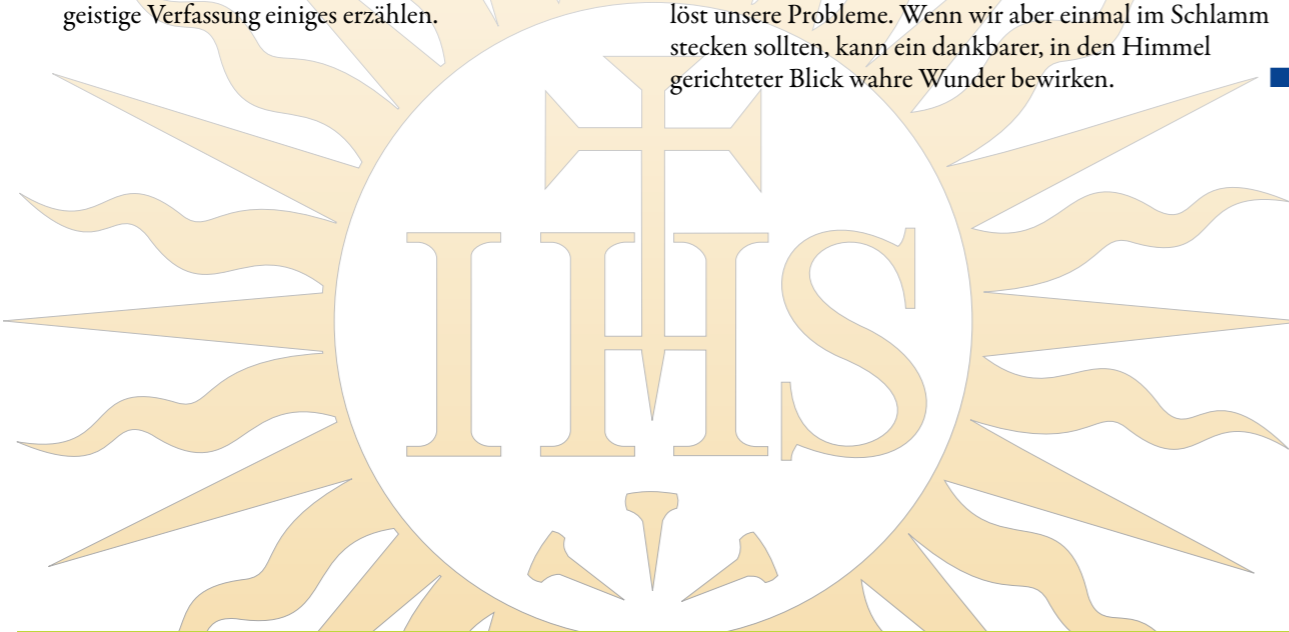 geistige Verfassung einiges erzählen.
löst unsere Probleme. Wenn wir aber einmal im Schlamm
stecken sollten, kann ein dankbarer, in den Himmel
gerichteter Blick wahre Wunder bewirken.
IHS